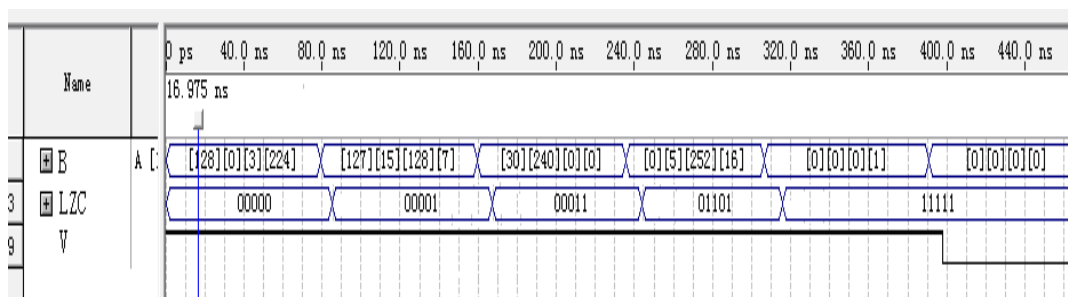 Name
0 ps 40.0 ns 80.0 ns 120.0 ns 160.0 ns 200.0 ns 240.0 ns 280.0 ns 320.0 ns 360.0 ns 400.0 ns 440.0 ns
16.975 ns
B A [ [128][0][3][224] [127][15][128][7] [30][240][0][0] [0][5][252][16] [0][0][0][1] [0][0][0][0]
3 LZC 00000 00001 00011 01101 11111
9 V